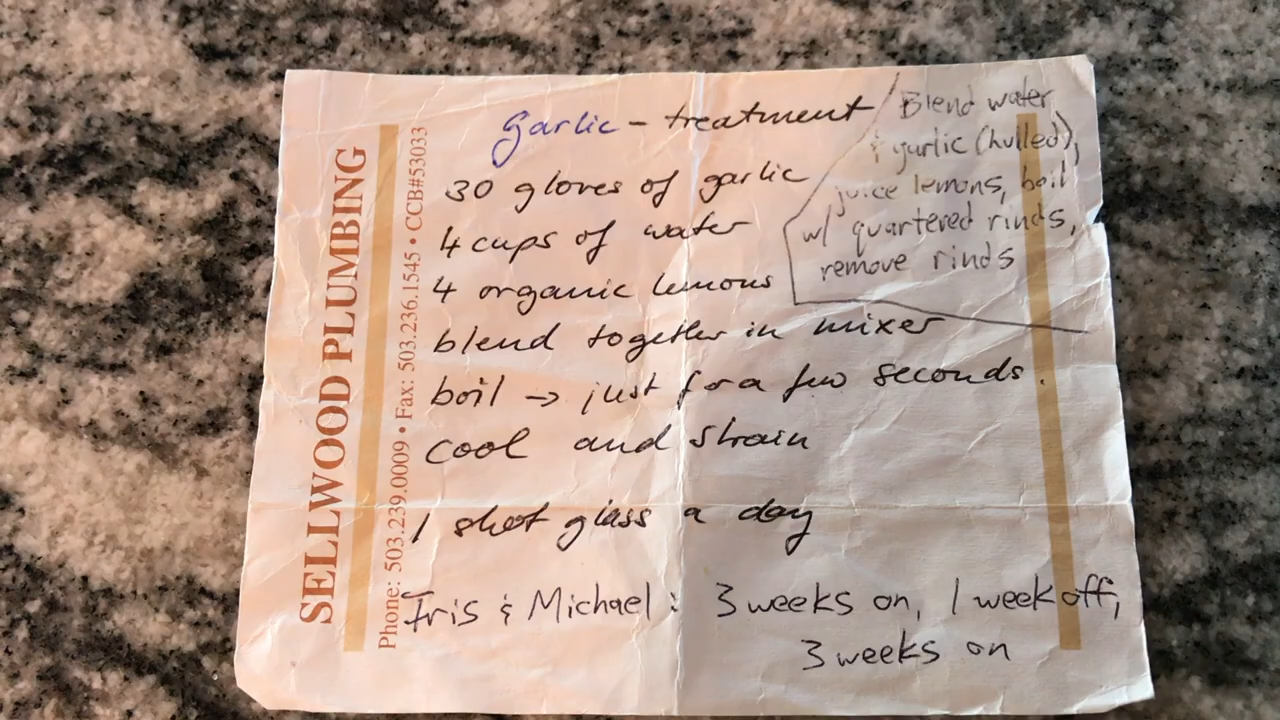 SELLWOOD PLUMBING
Phone: 503.239.0009 • Fax: 503.236.1545 • CCB#53033
Garlic - treatment
30 gloves of garlic
4 cups of water
4 organic lemons
blend together in mixer
boil → just for a few seconds.
cool and strain
1 shot glass a day
Iris & Michael: 3 weeks on, 1 week off,
3 weeks on
Blend water
& garlic (hulled),
juice lemons, boil
w/ quartered rinds,
remove rinds